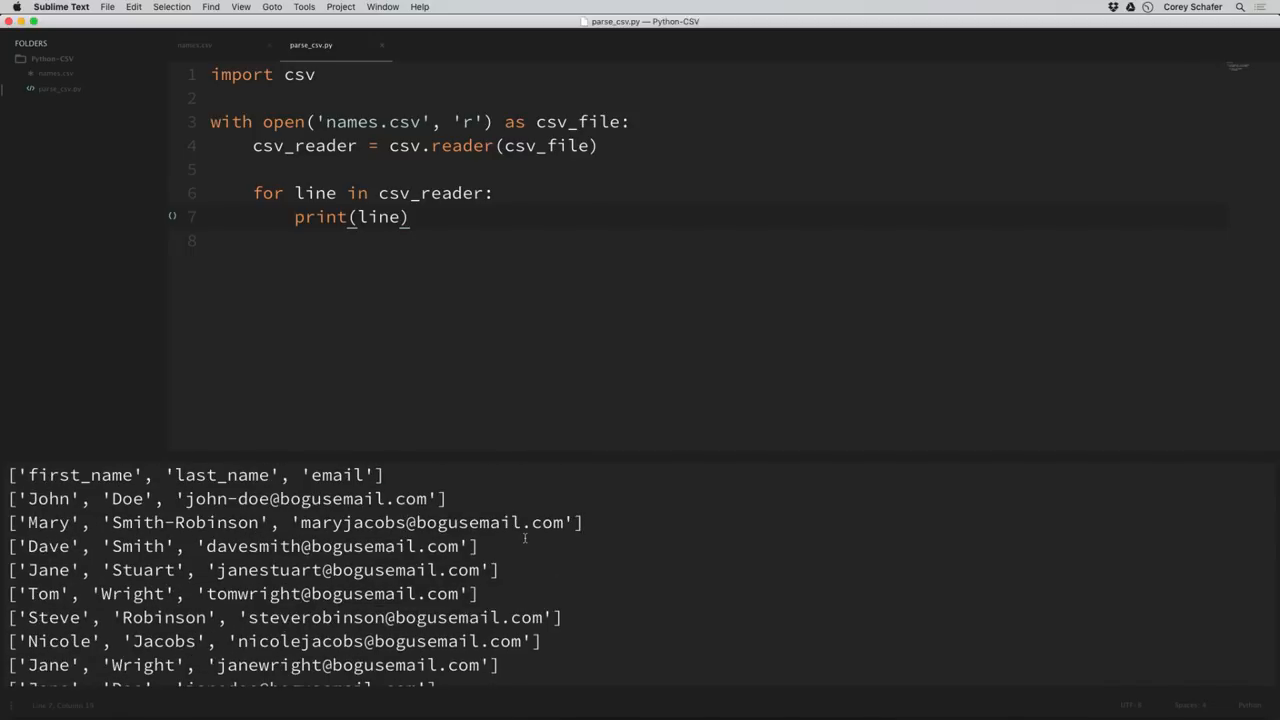 Sublime Text File Edit Selection Find View Goto Tools Project Window Help Corey Schafer
parse_csv.py — Python-CSV
FOLDERS
Python-CSV
names.csv
parse_csv.py
names.csv parse_csv.py
1 import csv
2
3 with open('names.csv', 'r') as csv_file:
4 csv_reader = csv.reader(csv_file)
5
6 for line in csv_reader:
7 print(line)
8
['first_name', 'last_name', 'email']
['John', 'Doe', 'john-doe@bogusemail.com']
['Mary', 'Smith-Robinson', 'maryjacobs@bogusemail.com']
['Dave', 'Smith', 'davesmith@bogusemail.com']
['Jane', 'Stuart', 'janestuart@bogusemail.com']
['Tom', 'Wright', 'tomwright@bogusemail.com']
['Steve', 'Robinson', 'steverobinson@bogusemail.com']
['Nicole', 'Jacobs', 'nicolejacobs@bogusemail.com']
['Jane', 'Wright', 'janewright@bogusemail.com']
['Jane', 'Doe', 'janedoe@bogusemail.com']
Line 7, Column 19 UTF-8 Spaces: 4 Python